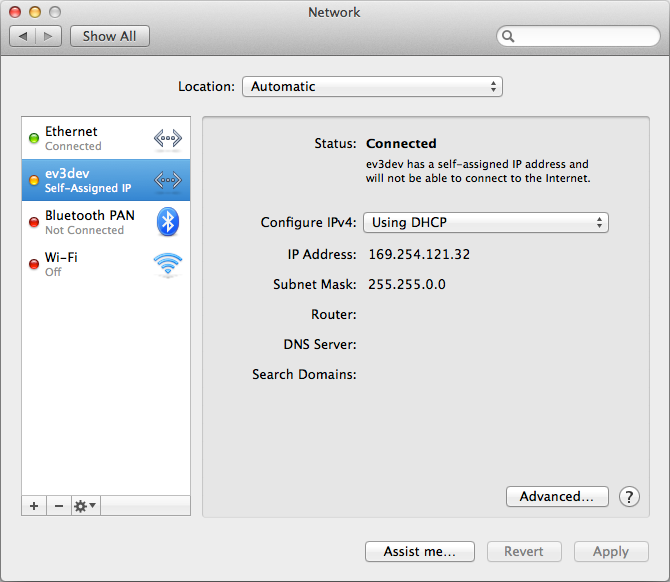 Network
Show All
Location: Automatic
Ethernet
Connected
ev3dev
Self-Assigned IP
Bluetooth PAN
Not Connected
Wi-Fi
Off
Status: Connected
ev3dev has a self-assigned IP address and
will not be able to connect to the Internet.
Configure IPv4: Using DHCP
IP Address: 169.254.121.32
Subnet Mask: 255.255.0.0
Router:
DNS Server:
Search Domains:
Advanced... ?
Assist me... Revert Apply